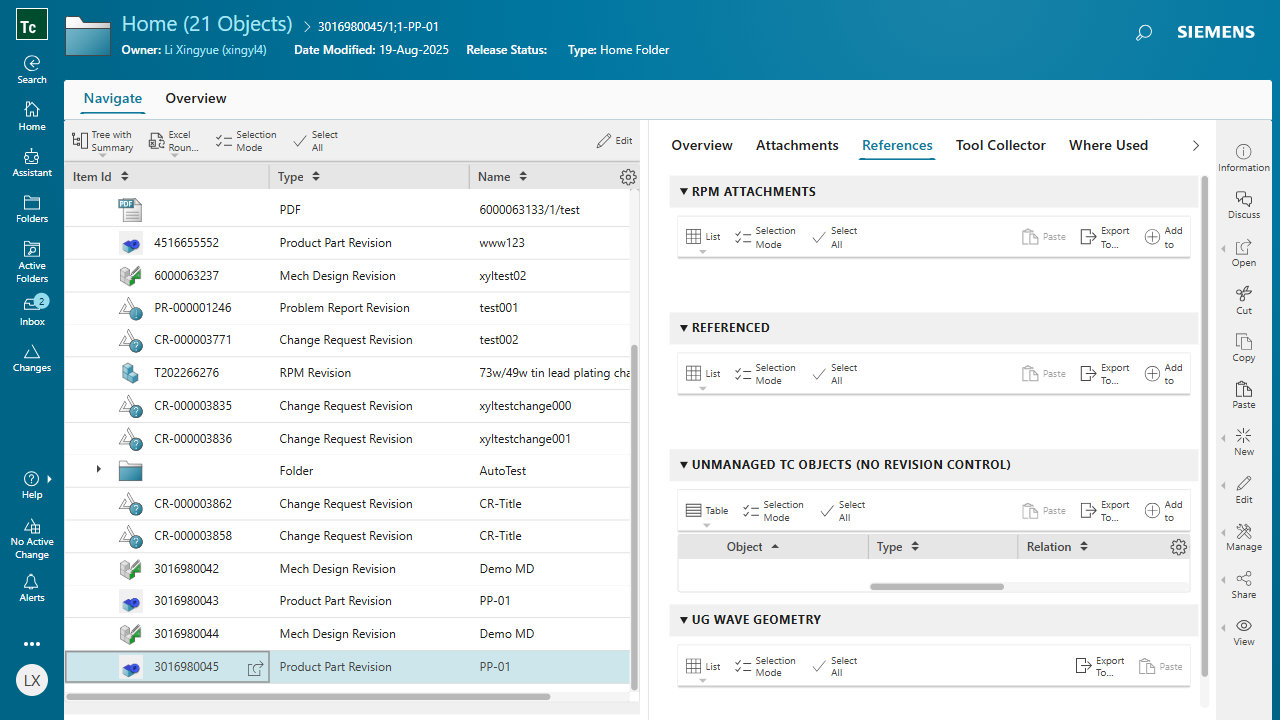 Tc
Home (21 Objects)
3016980045/1;1-PP-01
Owner: Li Xingyue (xingyl4)
Date Modified: 19-Aug-2025
Release Status:
Type: Home Folder
SIEMENS
Search
Home
Assistant
Folders
Active
Folders
2
Inbox
Changes
Help
No Active
Change
Alerts
LX
Navigate
Overview
Tree with
Summary
Excel
Roun...
Selection
Mode
Select
All
Edit
Item Id
Type
Name
PDF
PDF
6000063133/1/test
4516655552
Product Part Revision
www123
6000063237
Mech Design Revision
xyltest02
PR-000001246
Problem Report Revision
test001
CR-000003771
Change Request Revision
test002
T202266276
RPM Revision
73w/49w tin lead plating cha
CR-000003835
Change Request Revision
xyltestchange000
CR-000003836
Change Request Revision
xyltestchange001
Folder
AutoTest
CR-000003862
Change Request Revision
CR-Title
CR-000003858
Change Request Revision
CR-Title
3016980042
Mech Design Revision
Demo MD
3016980043
Product Part Revision
PP-01
3016980044
Mech Design Revision
Demo MD
3016980045
Product Part Revision
PP-01
Overview
Attachments
References
Tool Collector
Where Used
RPM ATTACHMENTS
List
Selection
Mode
Select
All
Paste
Export
To...
Add
to
REFERENCED
List
Selection
Mode
Select
All
Paste
Export
To...
Add
to
UNMANAGED TC OBJECTS (NO REVISION CONTROL)
Table
Selection
Mode
Select
All
Paste
Export
To...
Add
to
Object
Type
Relation
UG WAVE GEOMETRY
List
Selection
Mode
Select
All
Export
To...
Paste
Information
Discuss
Open
Cut
Copy
Paste
New
Edit
Manage
Share
View